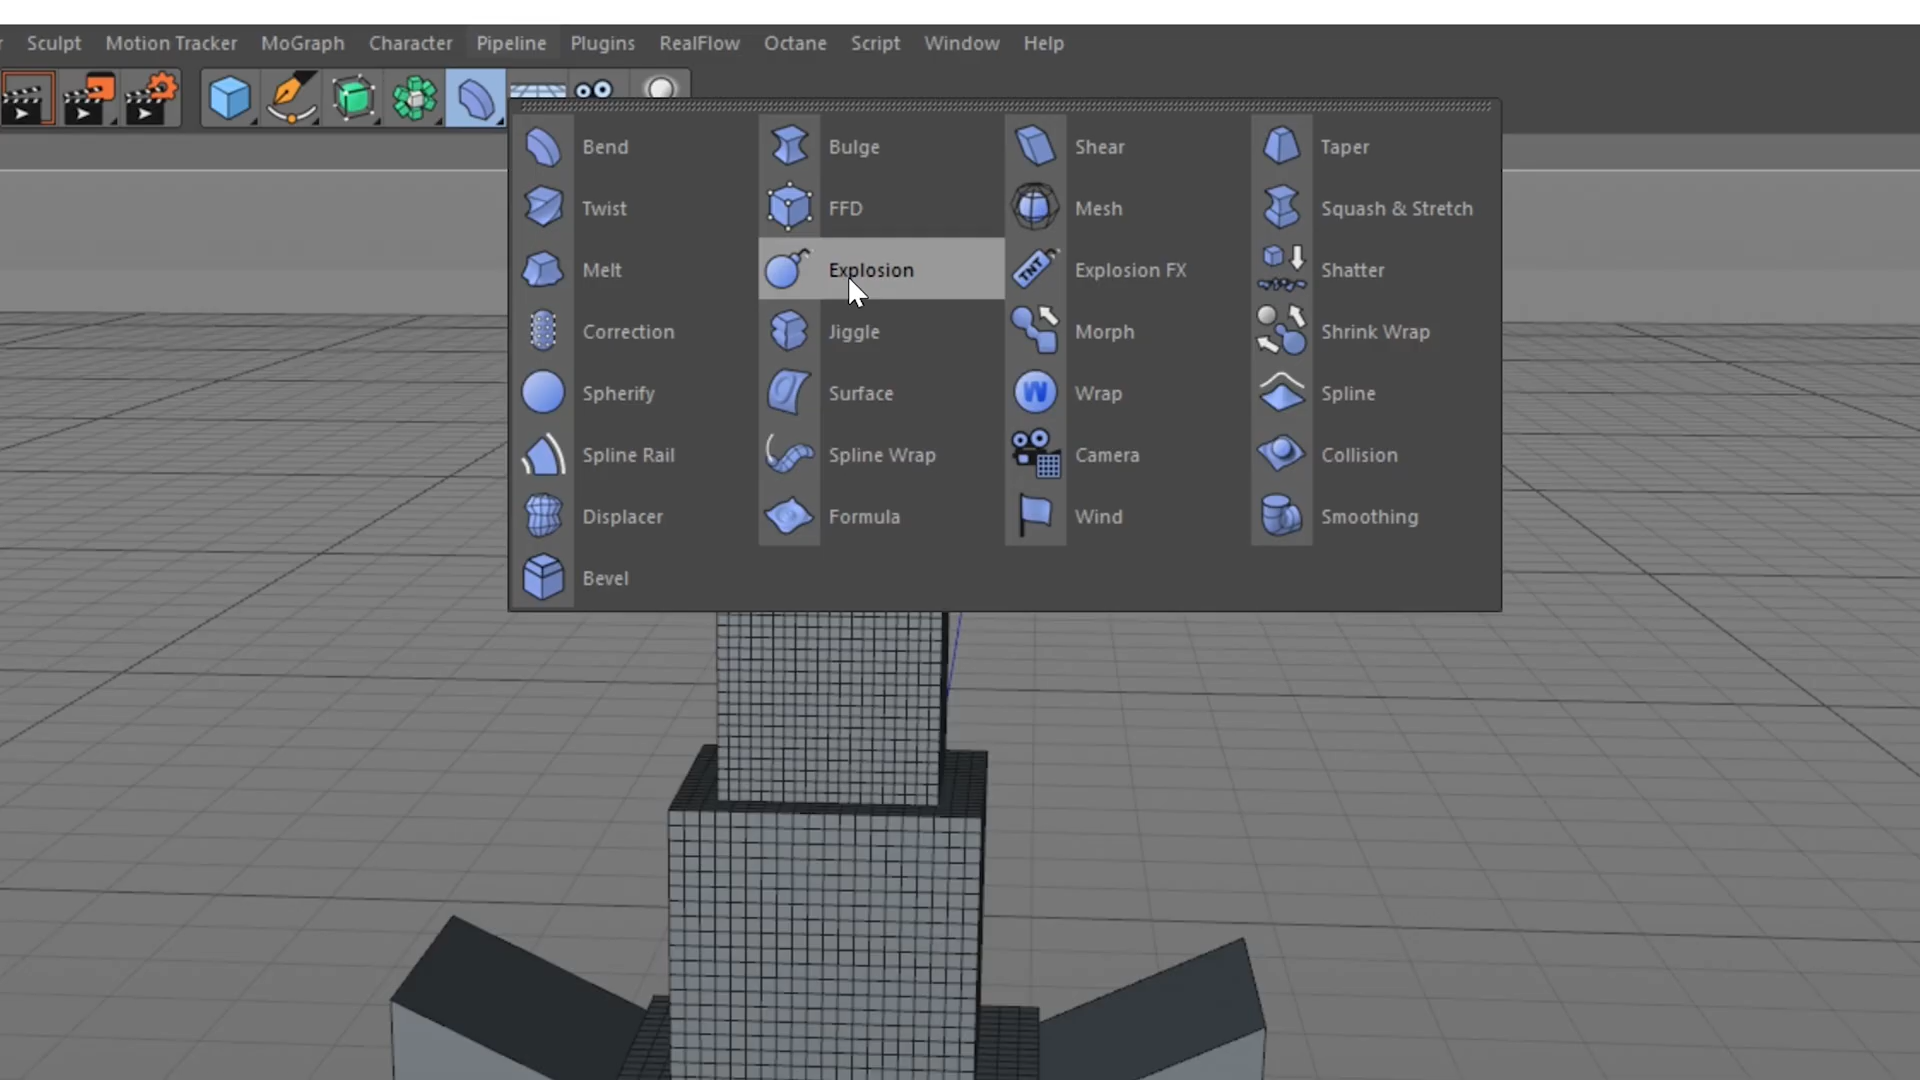 Sculpt Motion Tracker MoGraph Character Pipeline Plugins RealFlow Octane Script Window Help
Bend Bulge Shear Taper
Twist FFD Mesh Squash & Stretch
Melt Explosion TNT Explosion FX Shatter
Correction Jiggle Morph Shrink Wrap
Spherify Surface W Wrap Spline
Spline Rail Spline Wrap Camera Collision
Displacer Formula Wind Smoothing
Bevel